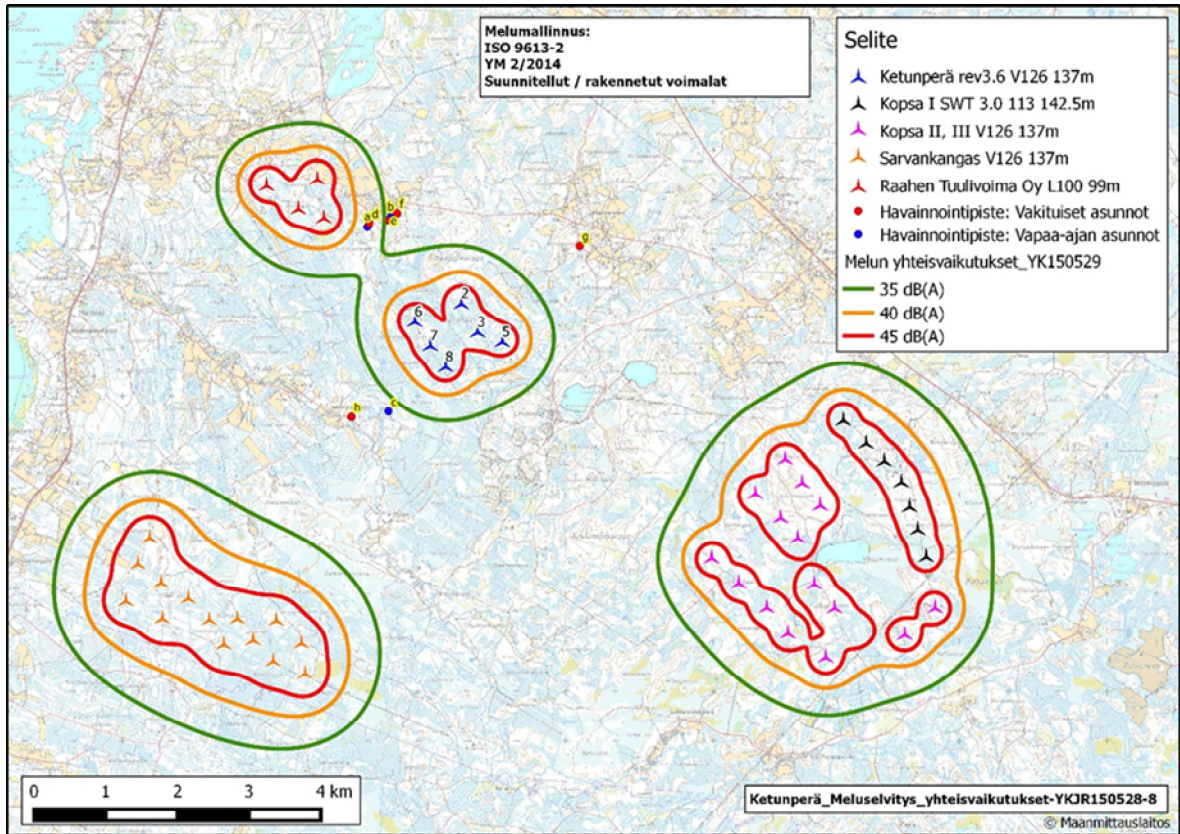 Melumallinnus:
ISO 9613-2
YM 2/2014
Suunnitellut / rakennetut voimalat
Selite
Ketunperä rev3.6 V126 137m
Kopsa I SWT 3.0 113 142.5m
Kopsa II, III V126 137m
Sarvankangas V126 137m
Raahen Tuulivoima Oy L100 99m
Havainnointipiste: Vakituiset asunnot
Havainnointipiste: Vapaa-ajan asunnot
Melun yhteisvaikutukset_YK150529
35 dB(A)
40 dB(A)
45 dB(A)
a d b f
e
g
2
6
3
5
7
8
h c
0 1 2 3 4 km
Ketunperä_Meluselvitys_yhteisvaikutukset-YKJR150528-8
© Maanmittauslaitos